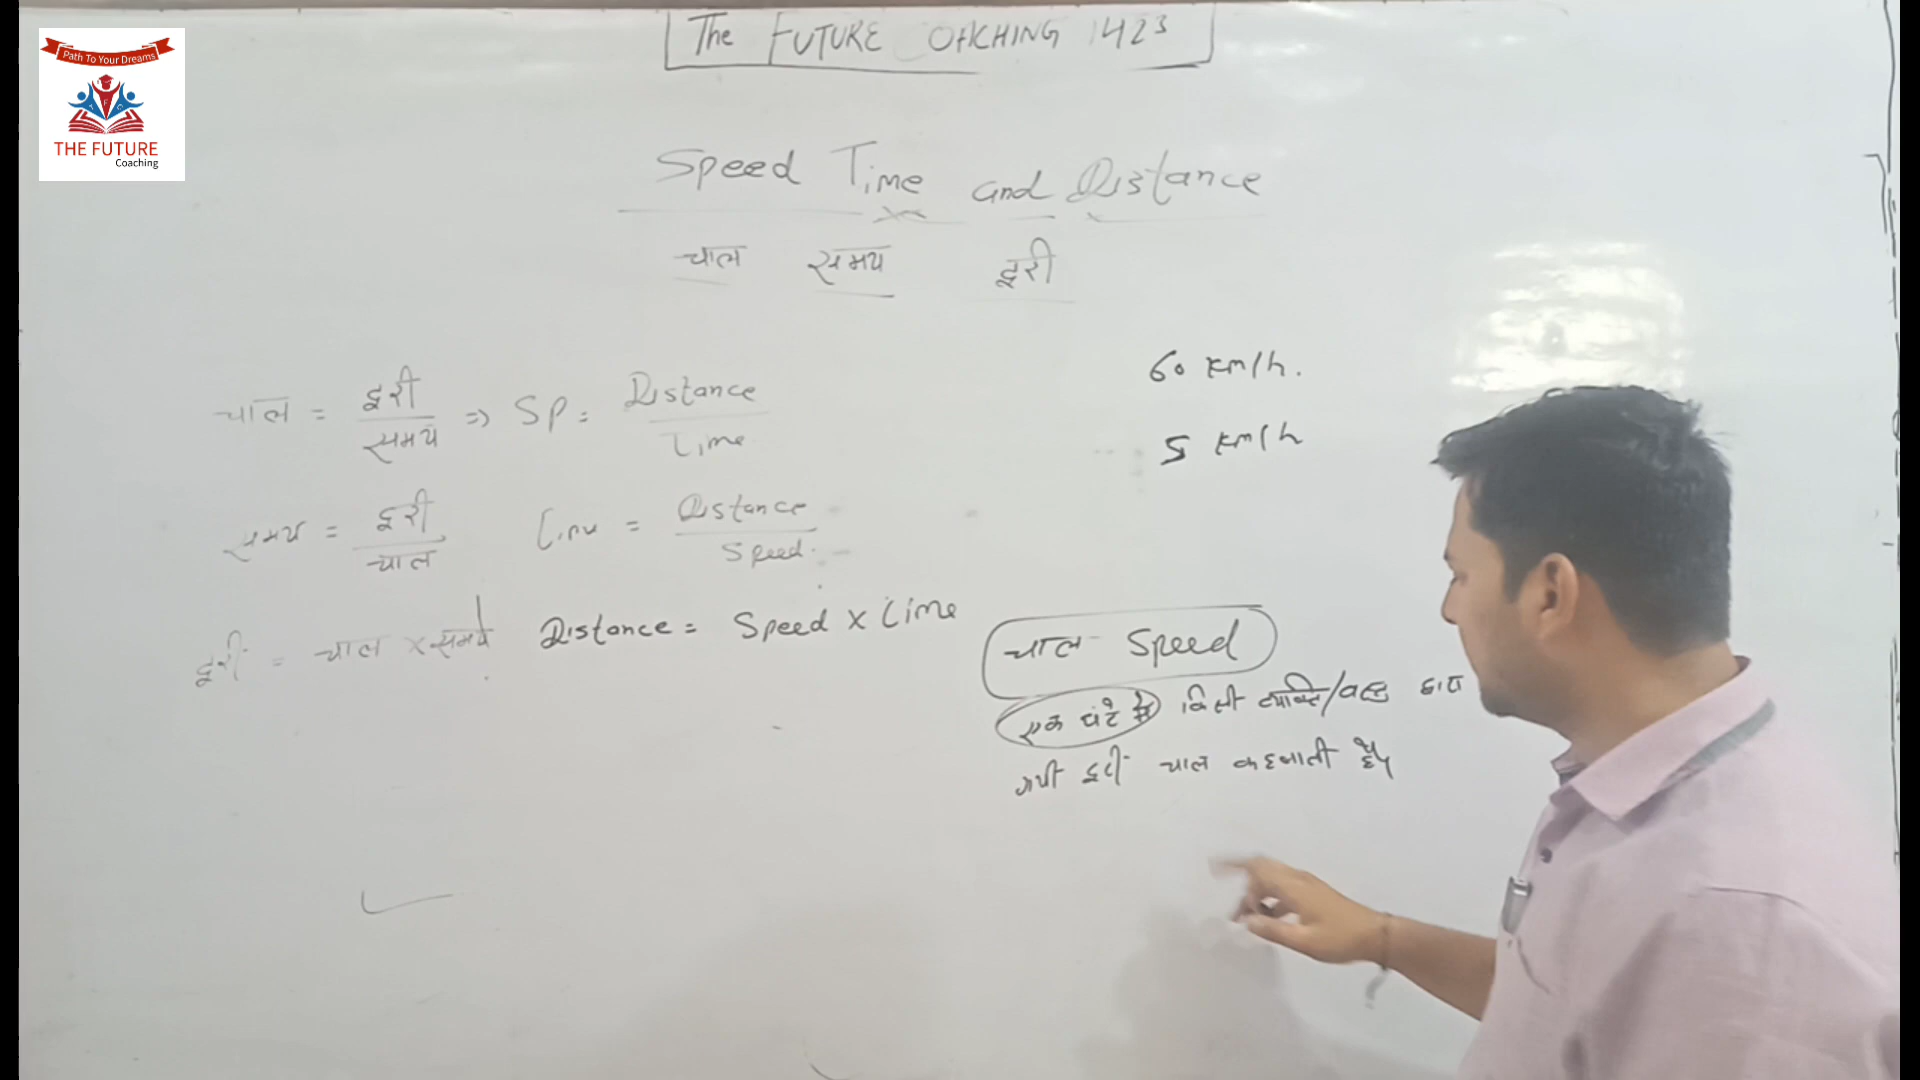 Path To Your Dreams
THE FUTURE
Coaching
The FUTURE COACHING 1423
Speed Time and Distance
चाल समय दूरी
चाल = दूरी / समय => SP = Distance / Time
समय = दूरी / चाल Time = Distance / Speed
दूरी = चाल × समय Distance = Speed × Time
60 km/h.
5 km/h
चाल - Speed
एक घंटे में किसी व्यक्ति/वस्तु द्वारा
गयी दूरी चाल कहलाती है